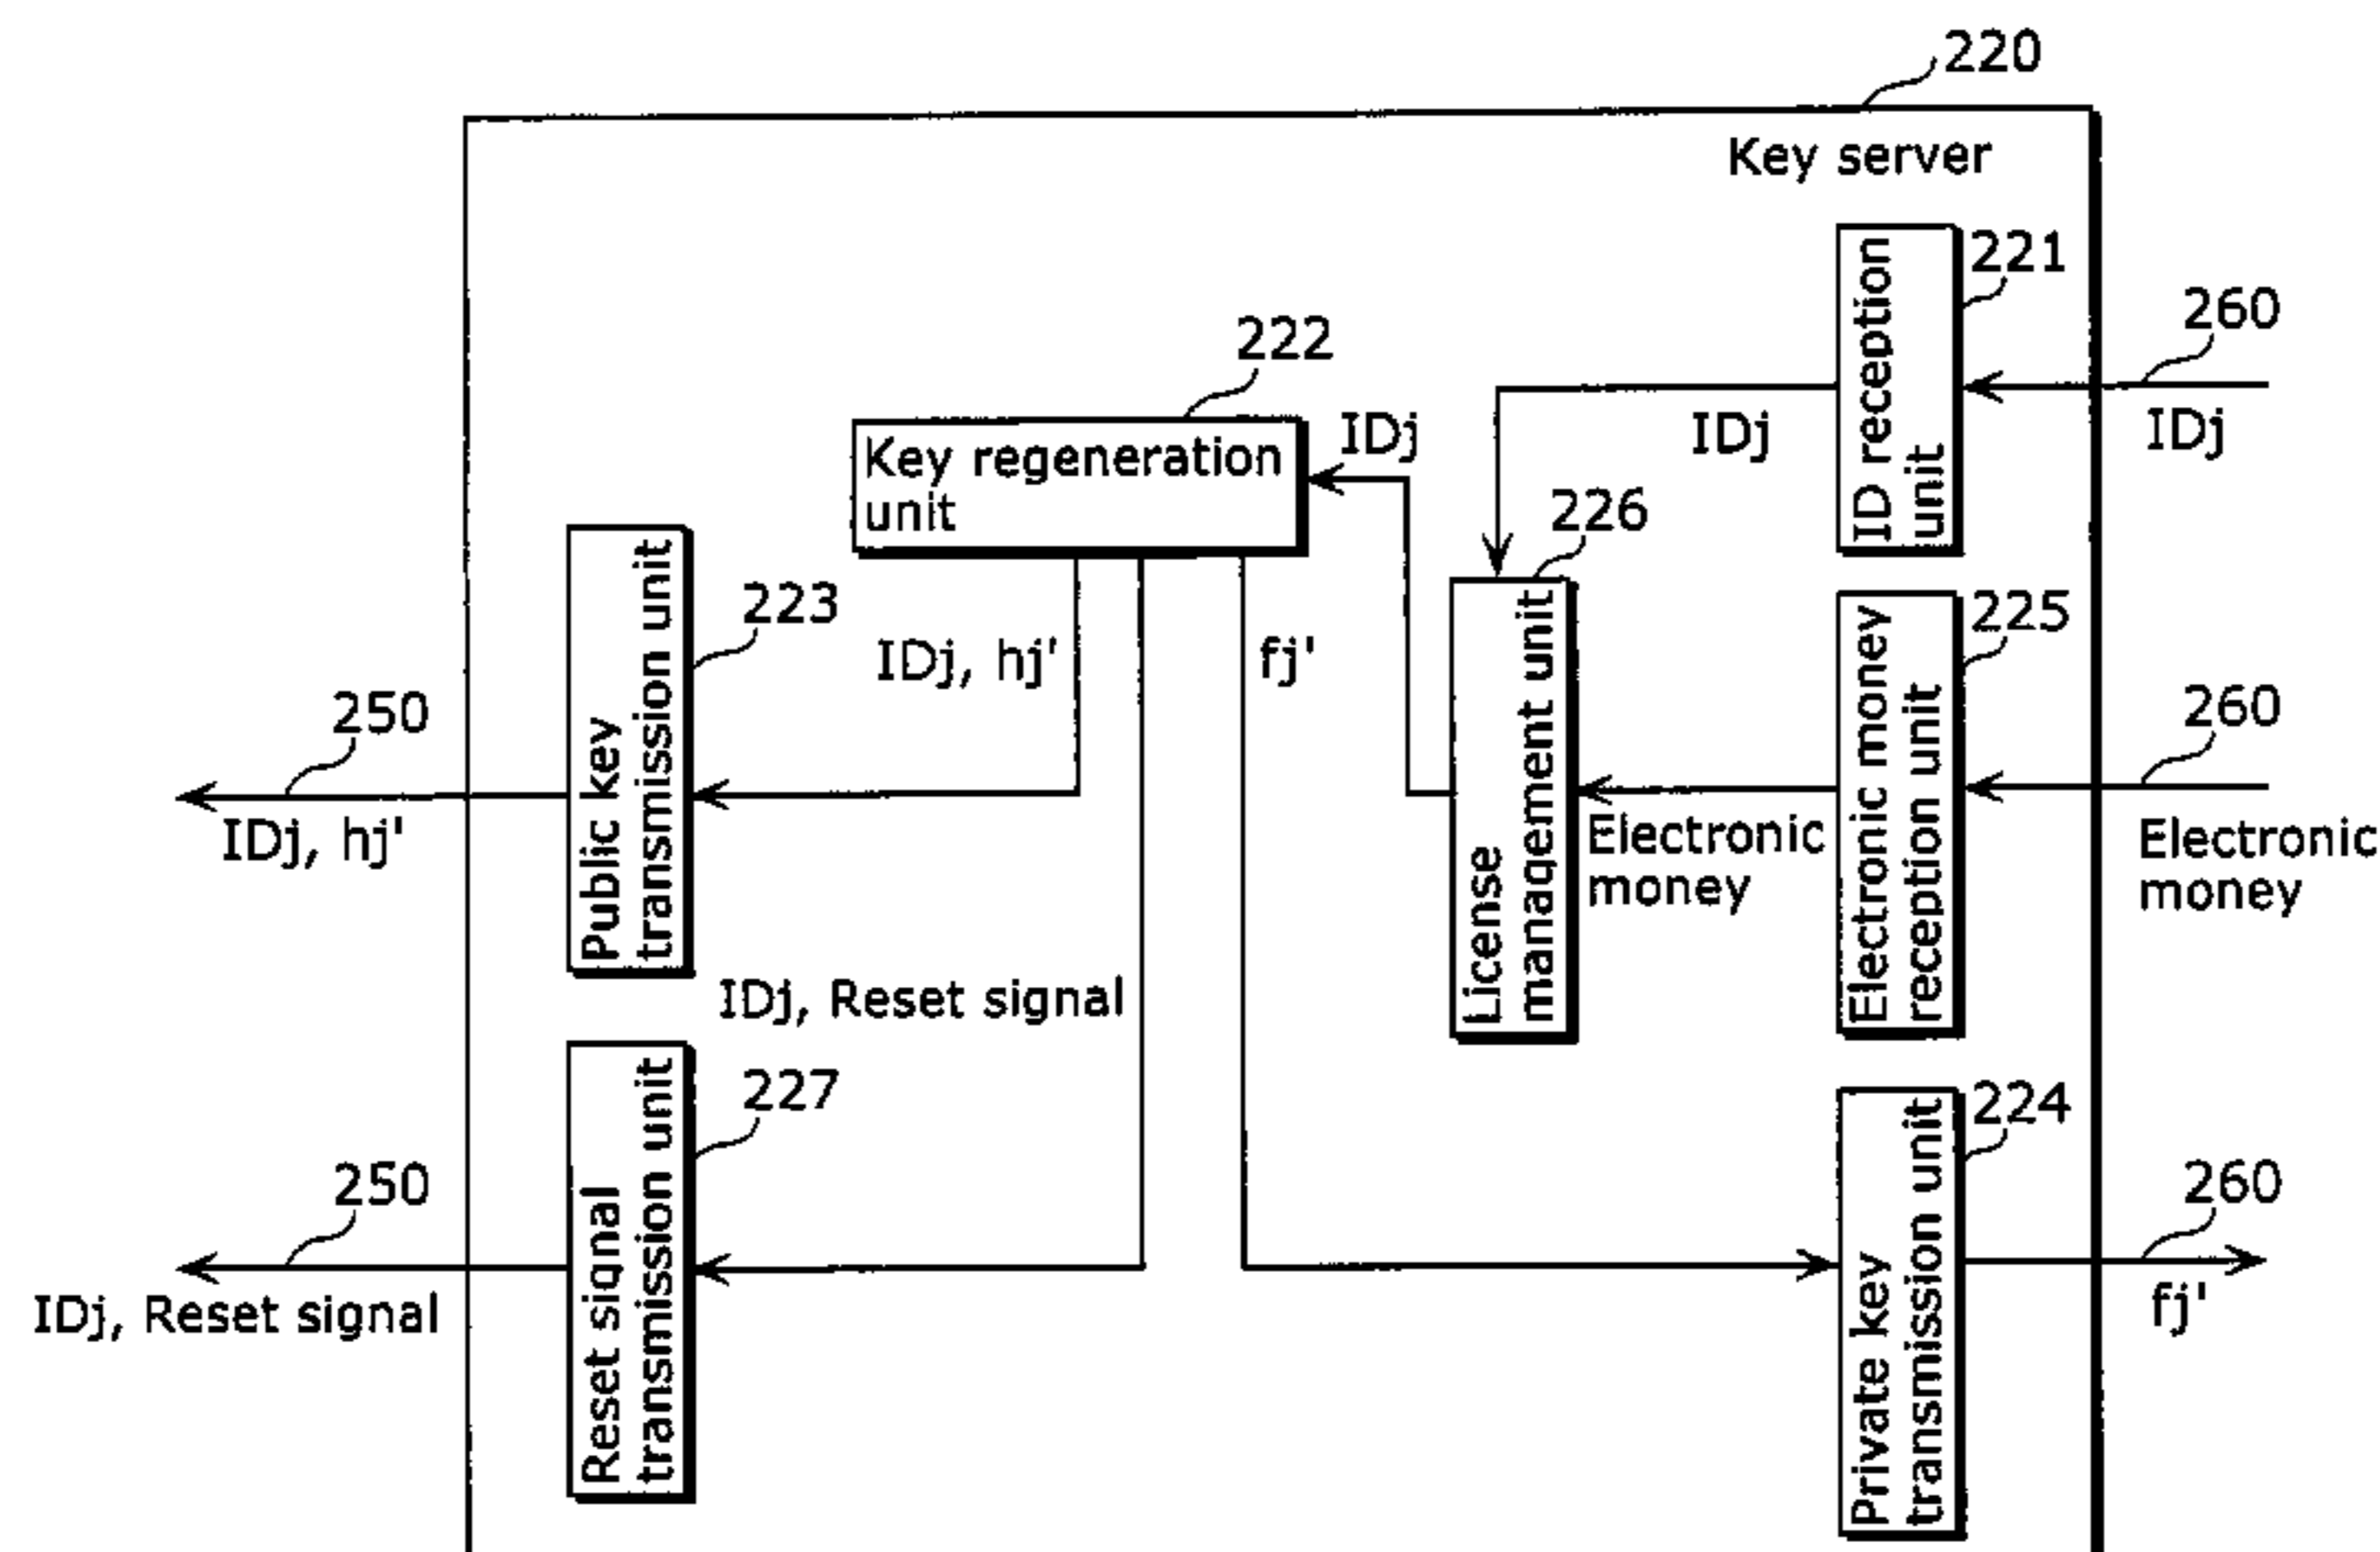 220
Key server
221
260
222
IDj
IDj
IDj
Key regeneration
unit
ID reception
unit
226
223
225
IDj, hj'
fj'
250
260
Public key
transmission unit
License
management unit
Electronic money
reception unit
IDj, hj'
Electronic
money
Electronic
money
IDj, Reset signal
227
224
250
260
Reset signal
transmission unit
Private key
transmission unit
IDj, Reset signal
fj'